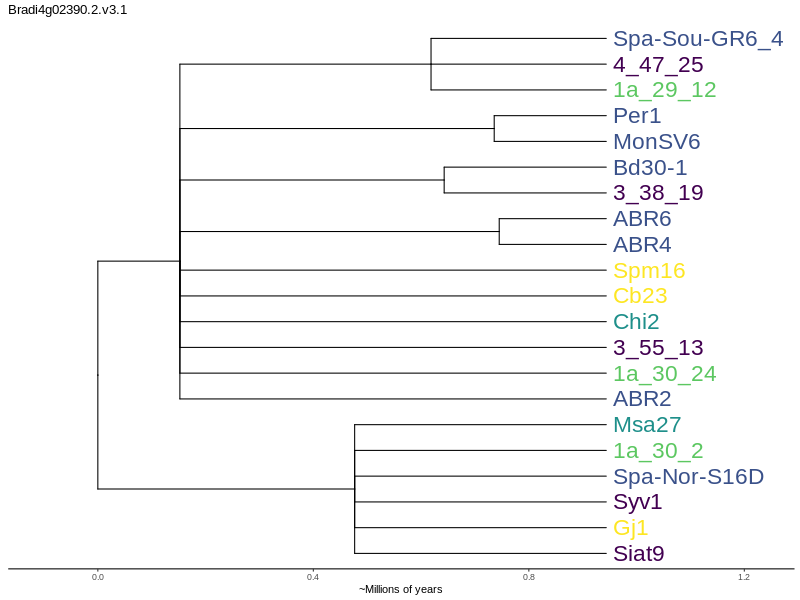 Bradi4g02390.2.v3.1
Spa-Sou-GR6_4
4_47_25
1a_29_12
Per1
MonSV6
Bd30-1
3_38_19
ABR6
ABR4
Spm16
Cb23
Chi2
3_55_13
1a_30_24
ABR2
Msa27
1a_30_2
Spa-Nor-S16D
Syv1
Gj1
Siat9
0.0 0.4 0.8 1.2
~Millions of years